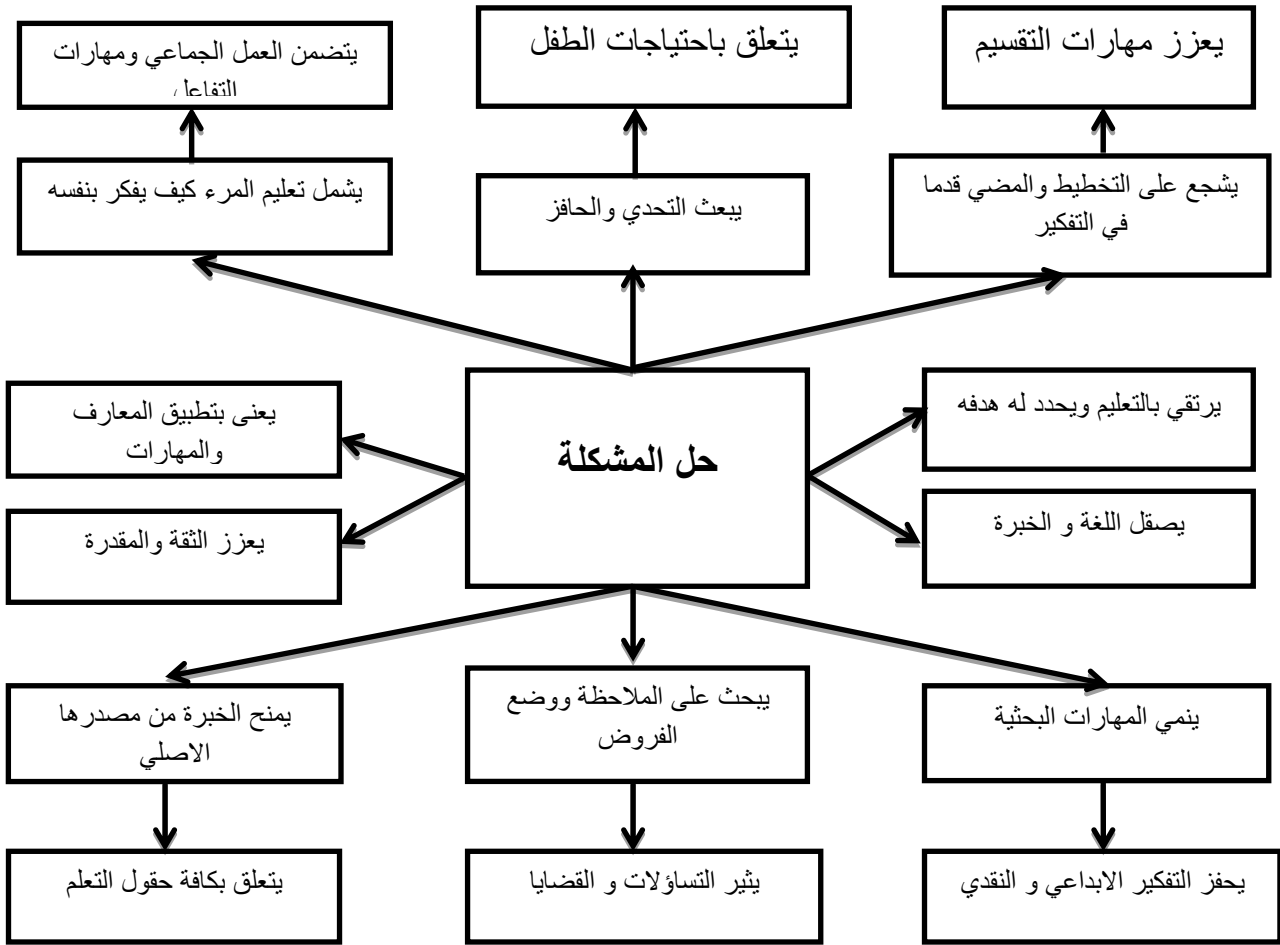 يعزز مهارات التقسيم
يتعلق باحتياجات الطفل
يتضمن العمل الجماعي ومهارات
التفاعل
يشجع على التخطيط والمضي قدما
في التفكير
يبعث التحدي والحافز
يشمل تعليم المرء كيف يفكر بنفسه
يرتقي بالتعليم ويحدد له هدفه
حل المشكلة
يعنى بتطبيق المعارف
والمهارات
يصقل اللغة و الخبرة
يعزز الثقة والمقدرة
ينمي المهارات البحثية
يبحث على الملاحظة ووضع
الفروض
يمنح الخبرة من مصدرها
الاصلي
يحفز التفكير الابداعي و النقدي
يثير التساؤلات و القضايا
يتعلق بكافة حقول التعلم